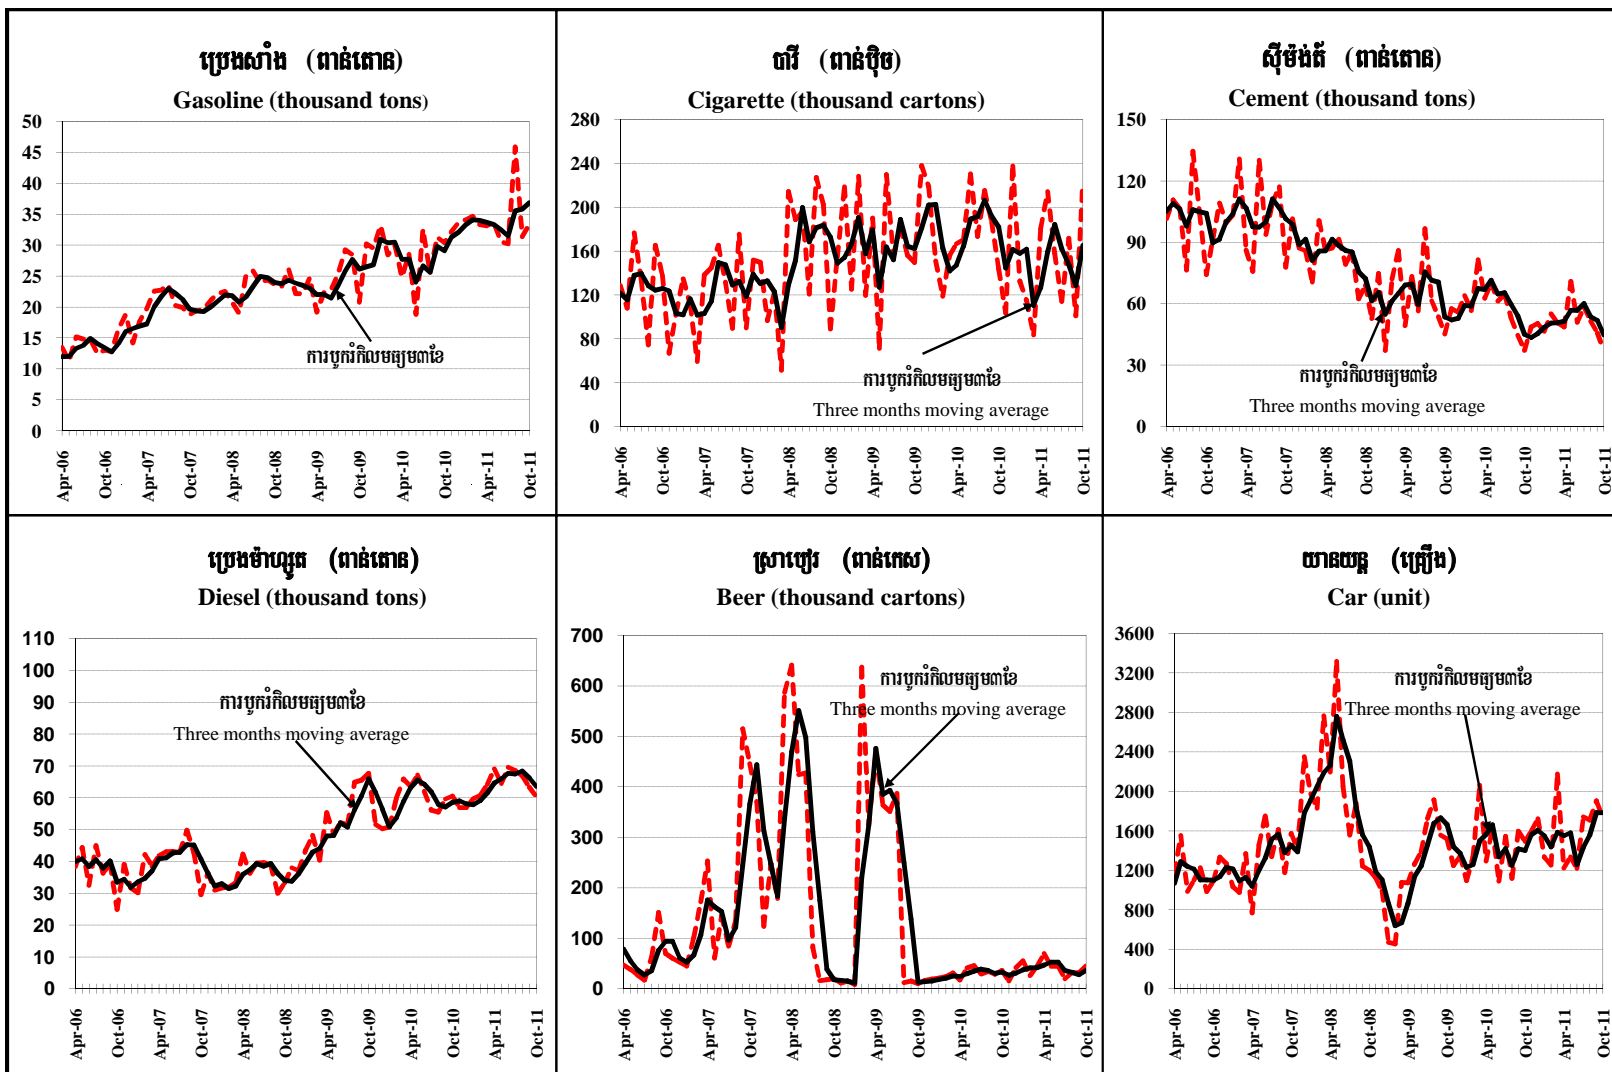 ប្រេងសាំង (ពាន់តោន)
Gasoline (thousand tons)
50
45
40
35
30
25
20
15
10
5
0
ការបូករំកិលមធ្យម៣ខែ
Apr-06
Oct-06
Apr-07
Oct-07
Apr-08
Oct-08
Apr-09
Oct-09
Apr-10
Oct-10
Apr-11
Oct-11
បារី (ពាន់ប៉ិច)
Cigarette (thousand cartons)
280
240
200
160
120
80
40
0
ការបូករំកិលមធ្យម៣ខែ
Three months moving average
Apr-06
Oct-06
Apr-07
Oct-07
Apr-08
Oct-08
Apr-09
Oct-09
Apr-10
Oct-10
Apr-11
Oct-11
ស៊ីម៉ង់ត៍ (ពាន់តោន)
Cement (thousand tons)
150
120
90
60
30
0
ការបូករំកិលមធ្យម៣ខែ
Three months moving average
Apr-06
Oct-06
Apr-07
Oct-07
Apr-08
Oct-08
Apr-09
Oct-09
Apr-10
Oct-10
Apr-11
Oct-11
ប្រេងម៉ាហ្ស៊ូត (ពាន់តោន)
Diesel (thousand tons)
110
100
90
80
70
60
50
40
30
20
10
0
ការបូករំកិលមធ្យម៣ខែ
Three months moving average
Apr-06
Oct-06
Apr-07
Oct-07
Apr-08
Oct-08
Apr-09
Oct-09
Apr-10
Oct-10
Apr-11
Oct-11
ស្រាបៀរ (ពាន់កេស)
Beer (thousand cartons)
700
600
500
400
300
200
100
0
ការបូករំកិលមធ្យម៣ខែ
Three months moving average
Apr-06
Oct-06
Apr-07
Oct-07
Apr-08
Oct-08
Apr-09
Oct-09
Apr-10
Oct-10
Apr-11
Oct-11
យានយន្ត (គ្រឿង)
Car (unit)
3600
3200
2800
2400
2000
1600
1200
800
400
0
ការបូករំកិលមធ្យម៣ខែ
Three months moving average
Apr-06
Oct-06
Apr-07
Oct-07
Apr-08
Oct-08
Apr-09
Oct-09
Apr-10
Oct-10
Apr-11
Oct-11